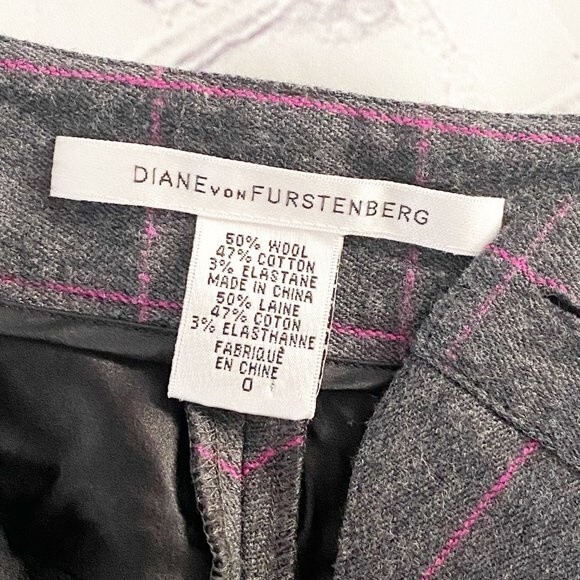 DIANE VON FURSTENBERG
50% WOOL
47% COTTON
3% ELASTANE
MADE IN CHINA
50% LAINE
47% COTON
3% ELASTHANNE
FABRIQUÉ
EN CHINE
0